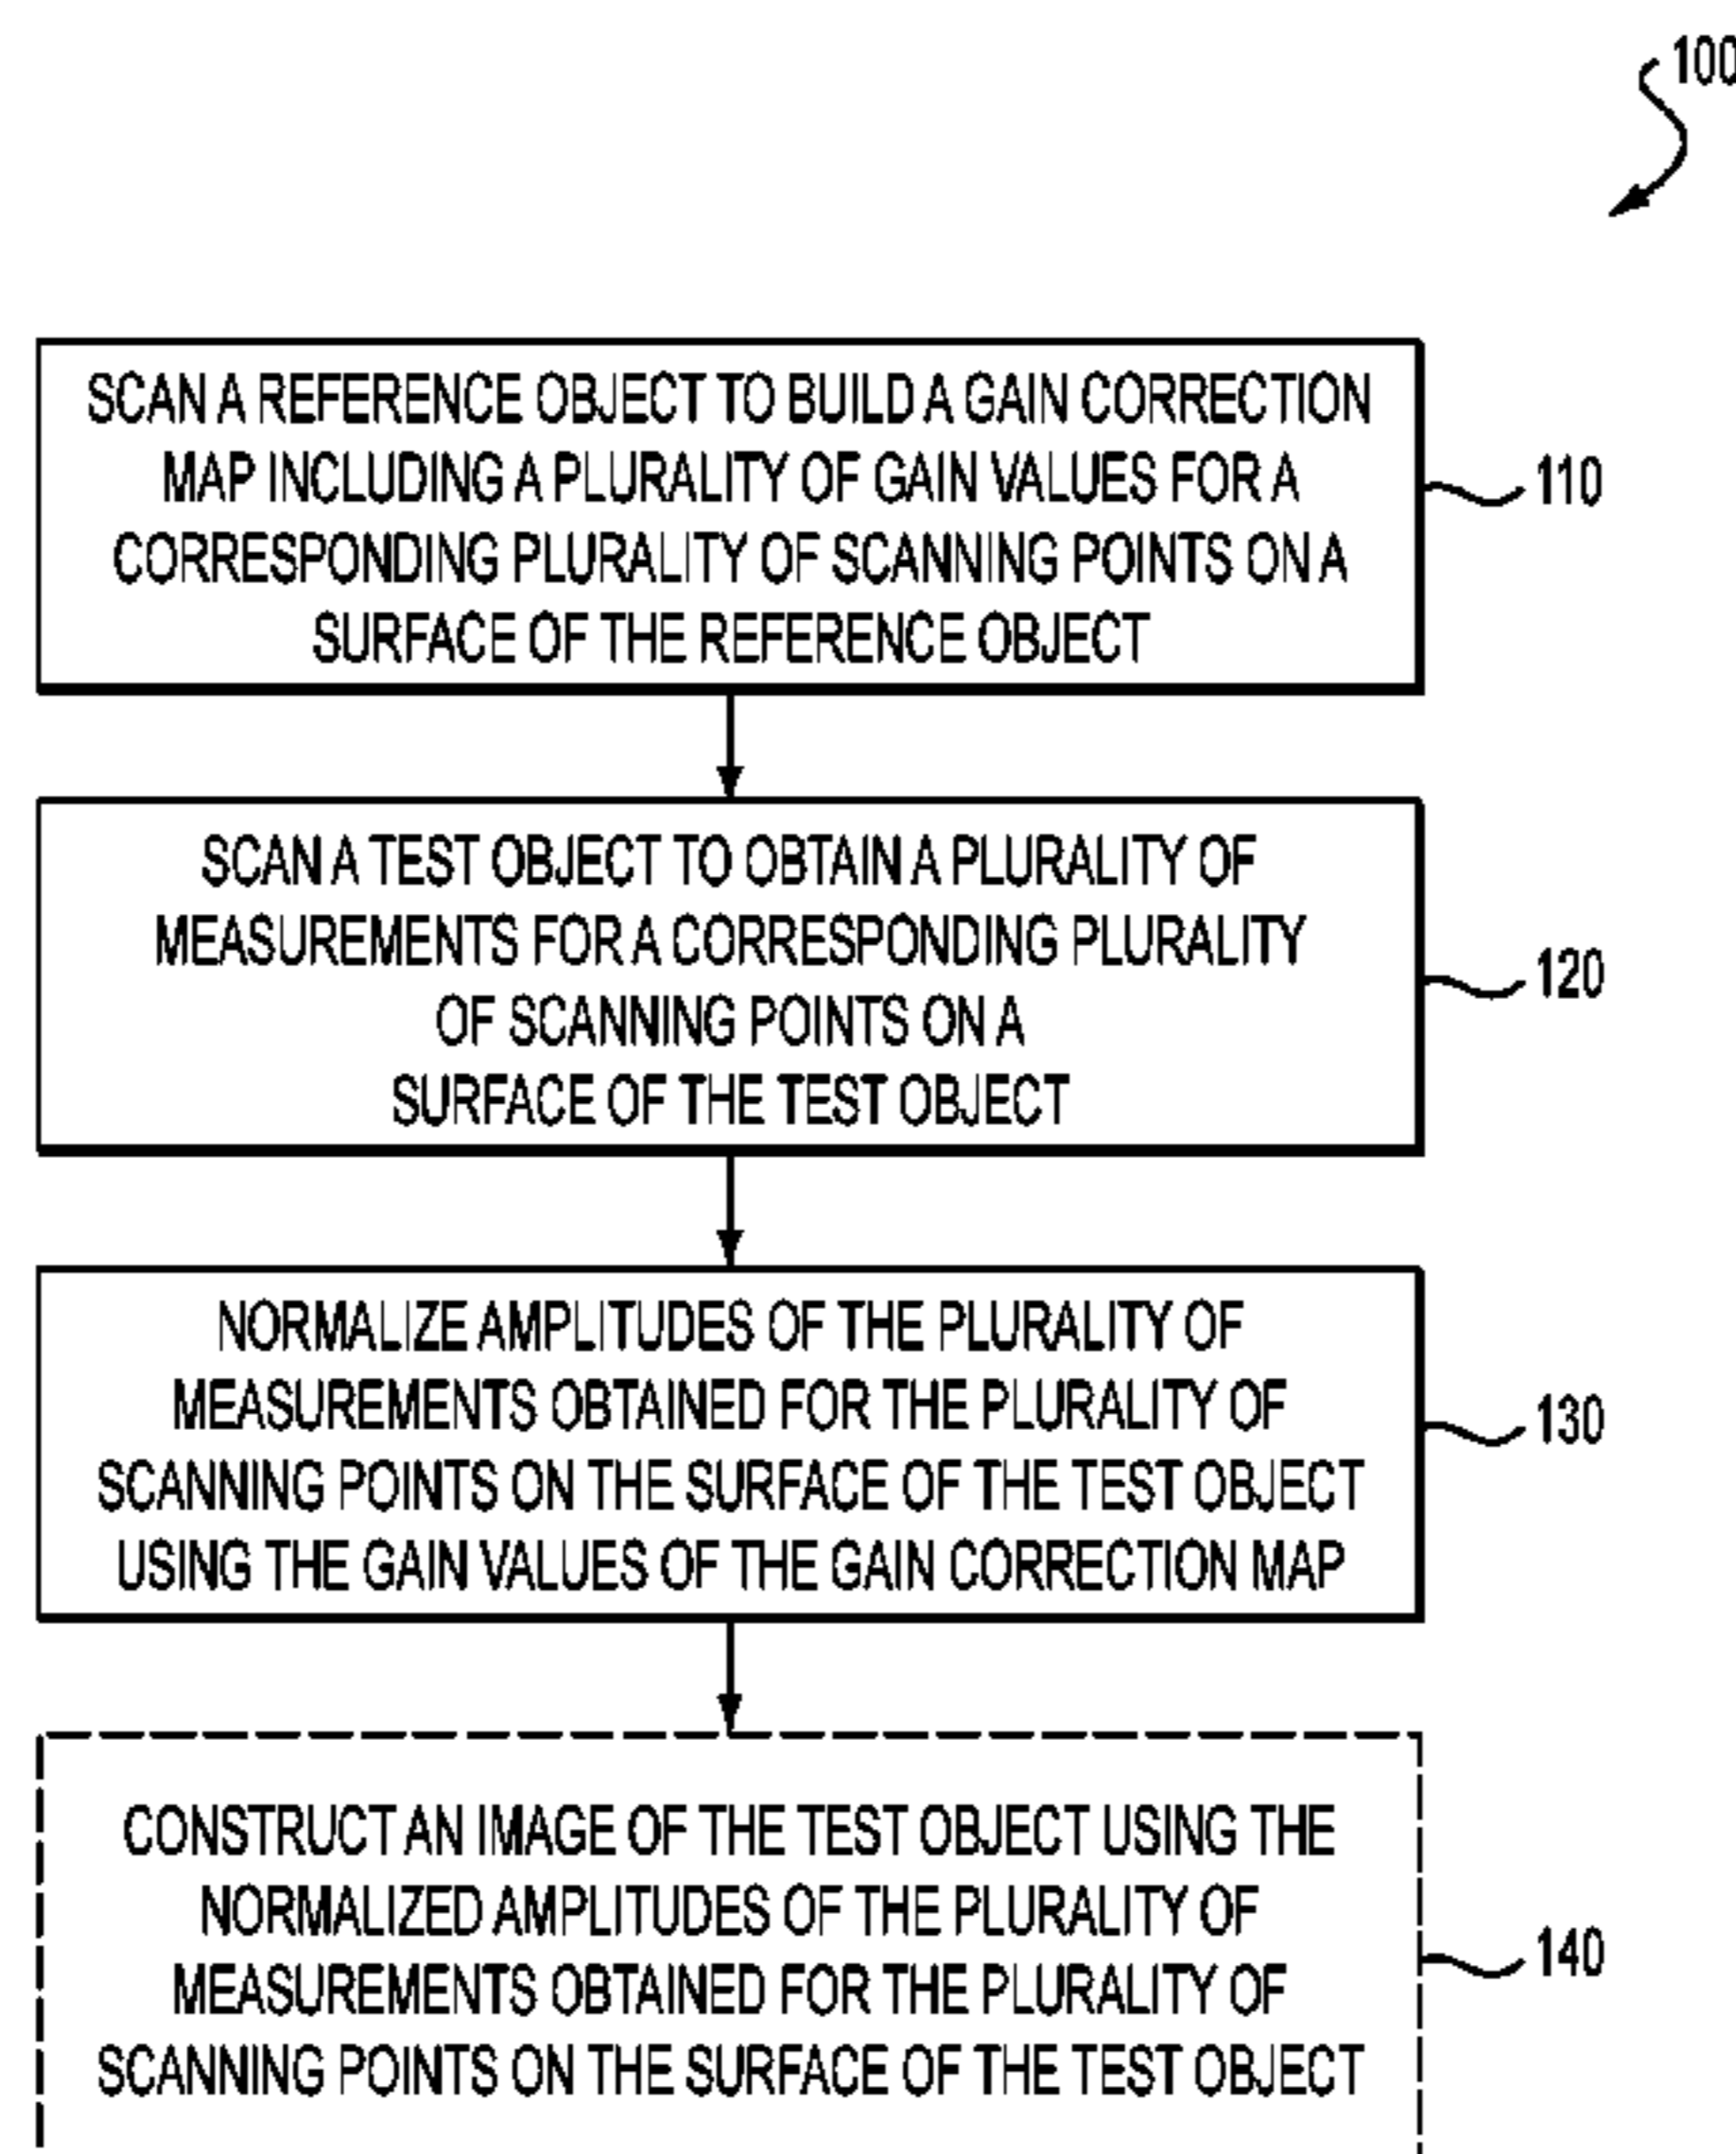 100
SCAN A REFERENCE OBJECT TO BUILD A GAIN CORRECTION
MAP INCLUDING A PLURALITY OF GAIN VALUES FOR A
CORRESPONDING PLURALITY OF SCANNING POINTS ON A
SURFACE OF THE REFERENCE OBJECT
110
SCAN A TEST OBJECT TO OBTAIN A PLURALITY OF
MEASUREMENTS FOR A CORRESPONDING PLURALITY
OF SCANNING POINTS ON A
SURFACE OF THE TEST OBJECT
120
NORMALIZE AMPLITUDES OF THE PLURALITY OF
MEASUREMENTS OBTAINED FOR THE PLURALITY OF
SCANNING POINTS ON THE SURFACE OF THE TEST OBJECT
USING THE GAIN VALUES OF THE GAIN CORRECTION MAP
130
CONSTRUCT AN IMAGE OF THE TEST OBJECT USING THE
NORMALIZED AMPLITUDES OF THE PLURALITY OF
MEASUREMENTS OBTAINED FOR THE PLURALITY OF
SCANNING POINTS ON THE SURFACE OF THE TEST OBJECT
140